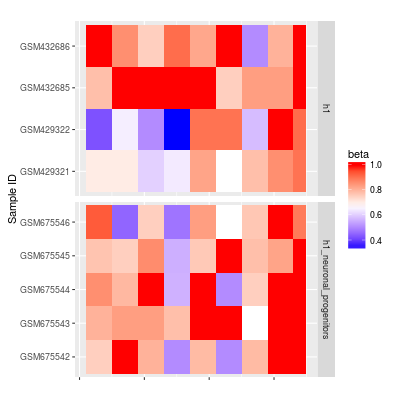 GSM432686
GSM432685
GSM429322
GSM429321
h1
GSM675546
GSM675545
GSM675544
GSM675543
GSM675542
h1_neuronal_progenitors
Sample ID
beta
1.0
0.8
0.6
0.4